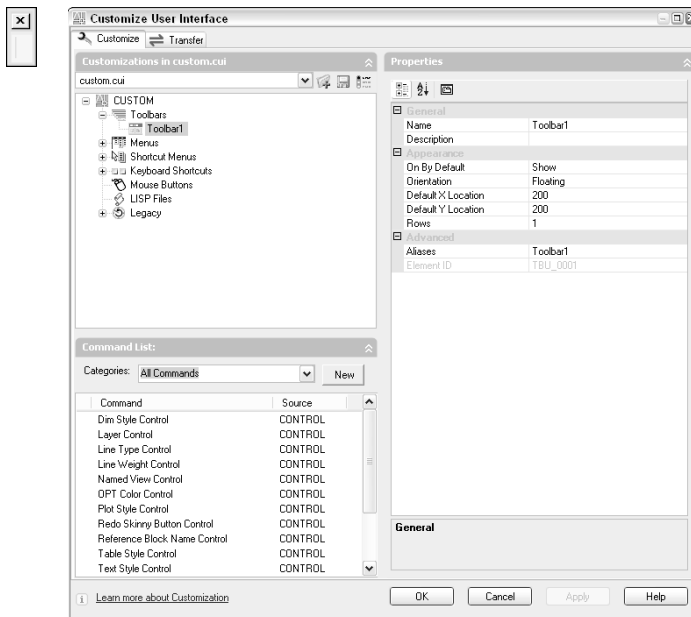 Customize User Interface
Customize
Transfer
Customizations in custom.cui
custom.cui
CUSTOM
Toolbars
Toolbar1
Menus
Shortcut Menus
Keyboard Shortcuts
Mouse Buttons
LISP Files
Legacy
Command List:
Categories: All Commands New
Command Source
Dim Style Control CONTROL
Layer Control CONTROL
Line Type Control CONTROL
Line Weight Control CONTROL
Named View Control CONTROL
OPT Color Control CONTROL
Plot Style Control CONTROL
Redo Skinny Button Control CONTROL
Reference Block Name Control CONTROL
Table Style Control CONTROL
Text Style Control CONTROL
Properties
General
Name Toolbar1
Description
Appearance
On By Default Show
Orientation Floating
Default X Location 200
Default Y Location 200
Rows 1
Advanced
Aliases Toolbar1
Element ID TBU_0001
General
Learn more about Customization
OK Cancel Apply Help